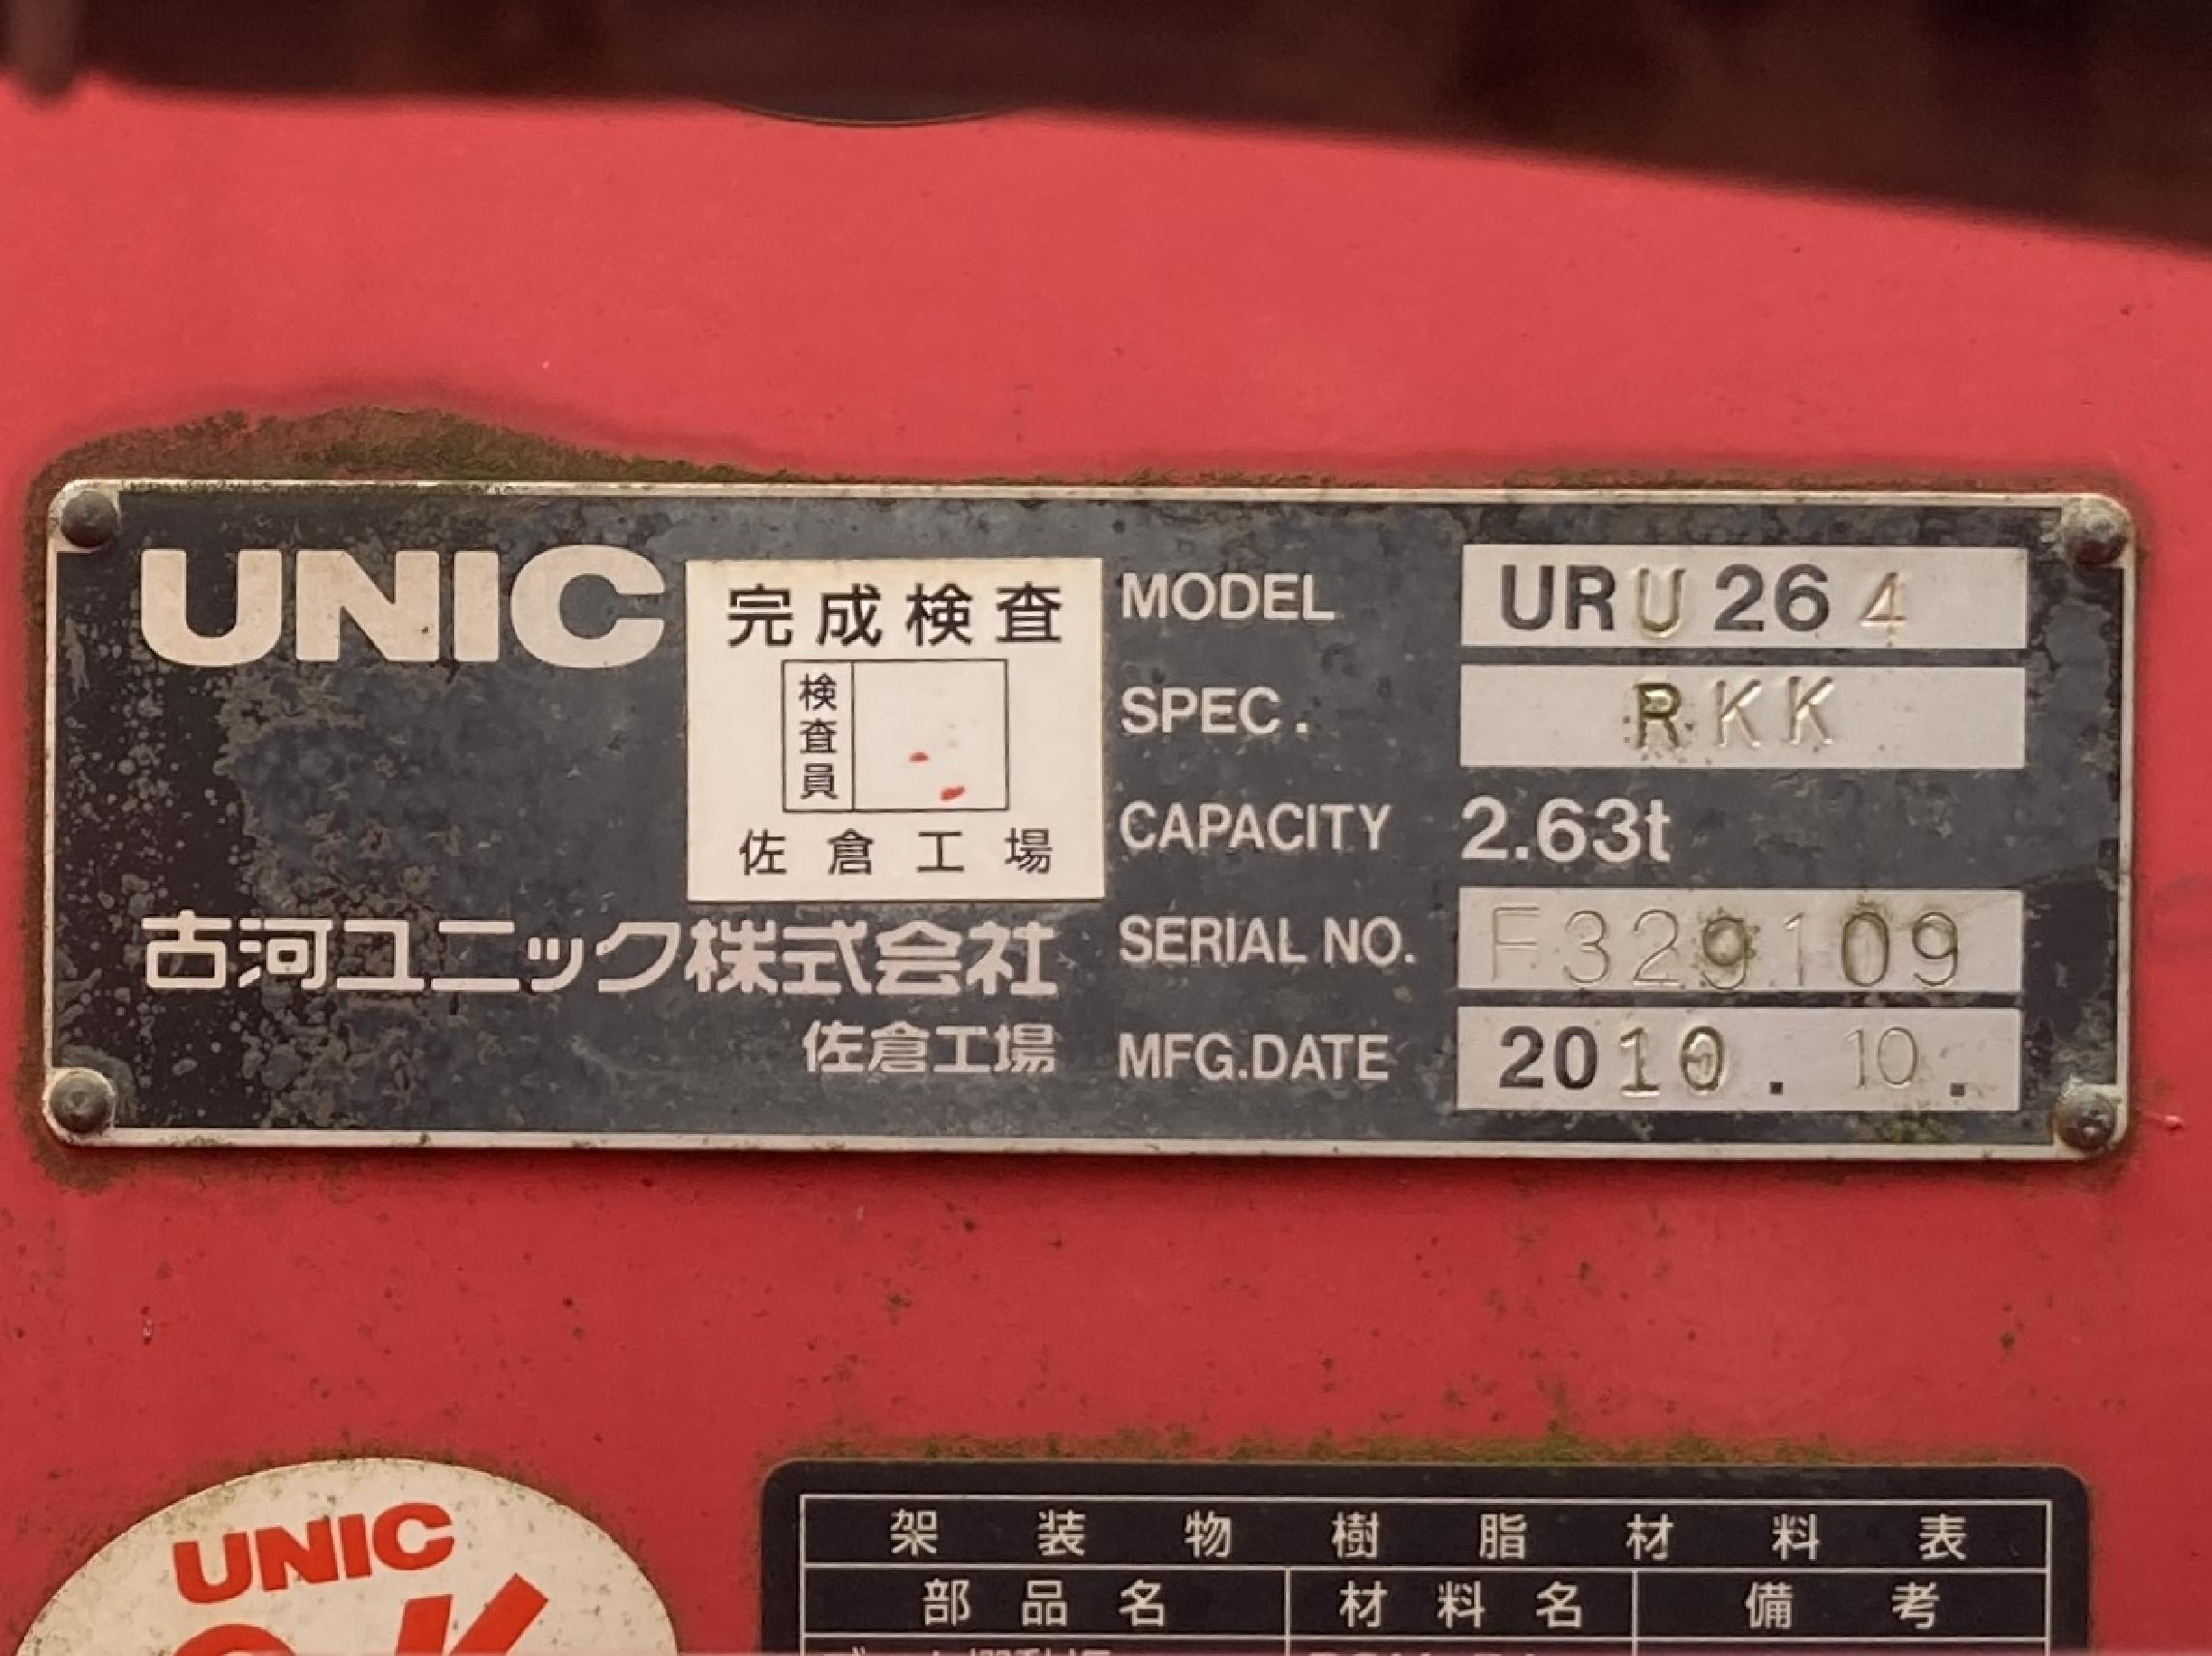 UNIC
完成検査
検査員
佐倉工場
古河ユニック株式会社
佐倉工場
MODEL URU264
SPEC. RKK
CAPACITY 2.63t
SERIAL NO. F329109
MFG.DATE 2010. 10.
UNIC
架装物樹脂材料表
部品名 材料名 備考